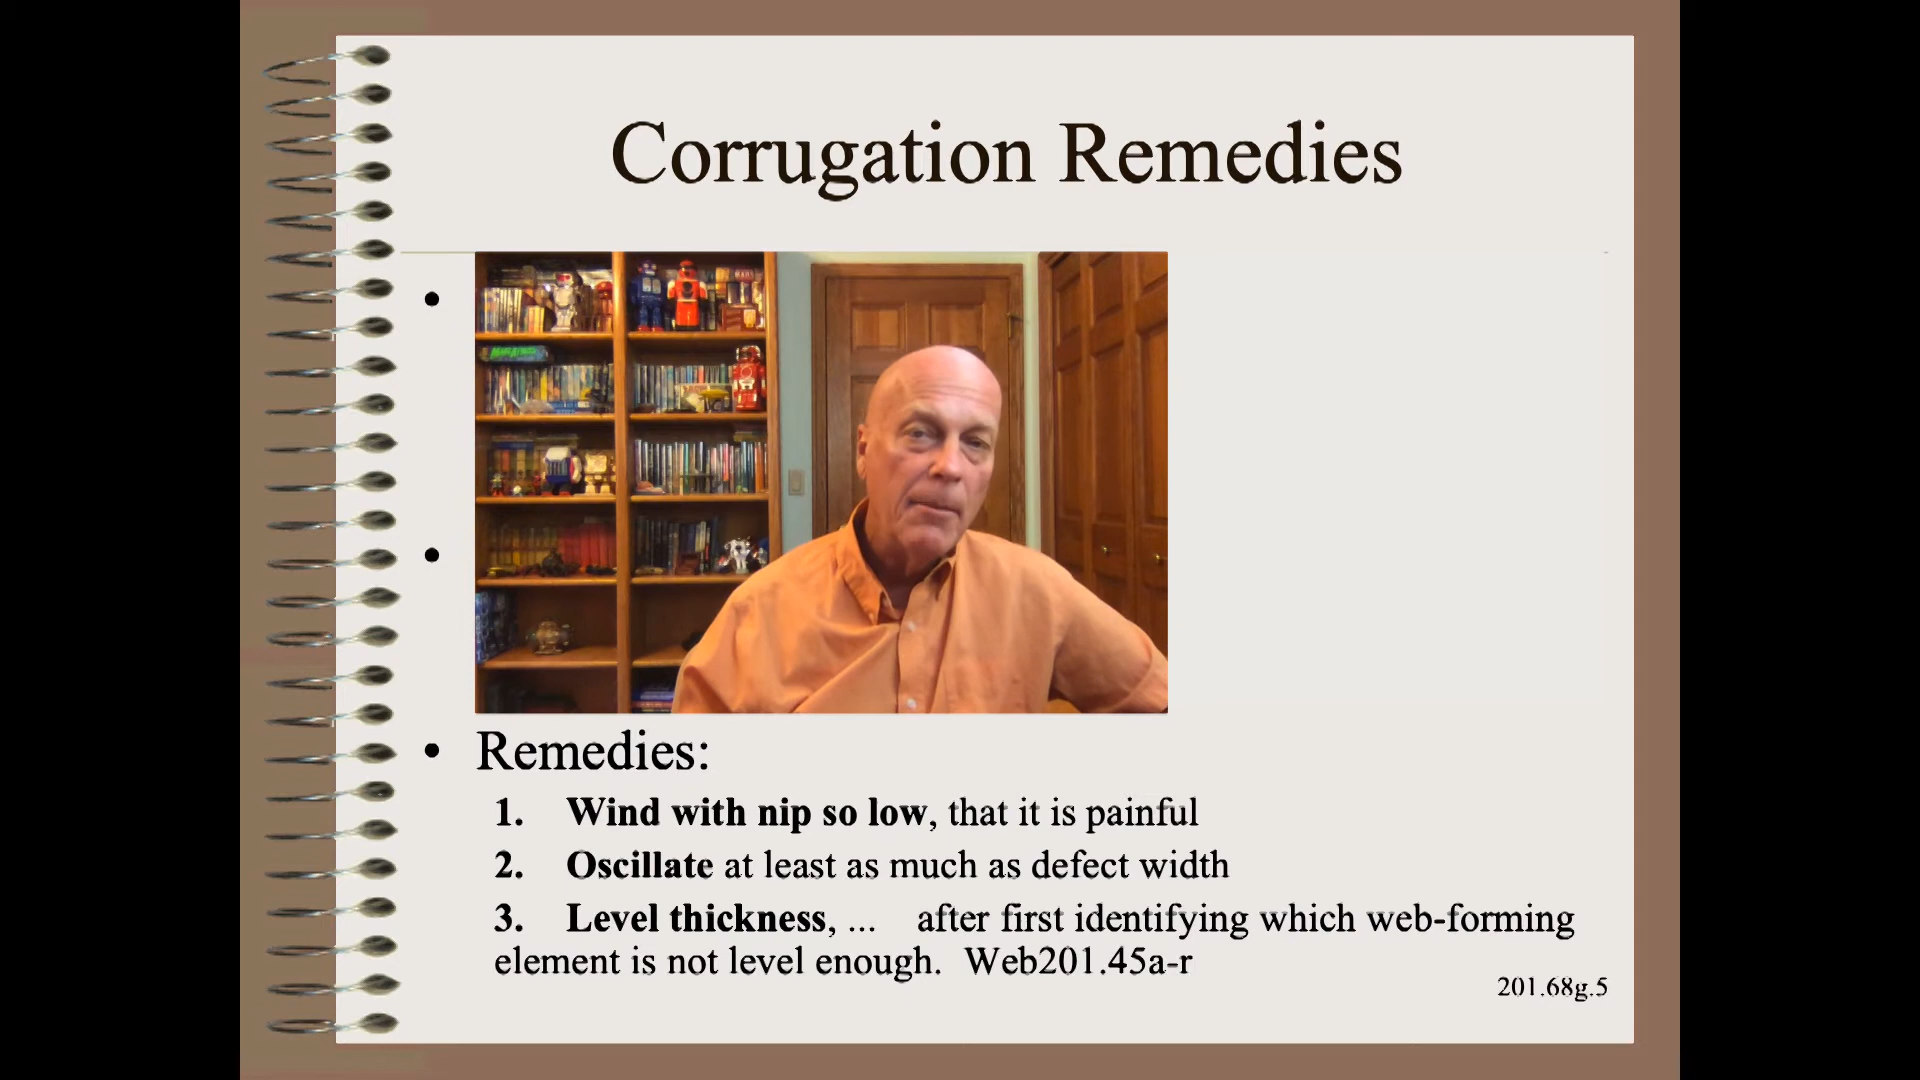 Corrugation Remedies
• Remedies:
1. Wind with nip so low, that it is painful
2. Oscillate at least as much as defect width
3. Level thickness, ... after first identifying which web-forming
element is not level enough. Web201.45a-r
201.68g.5